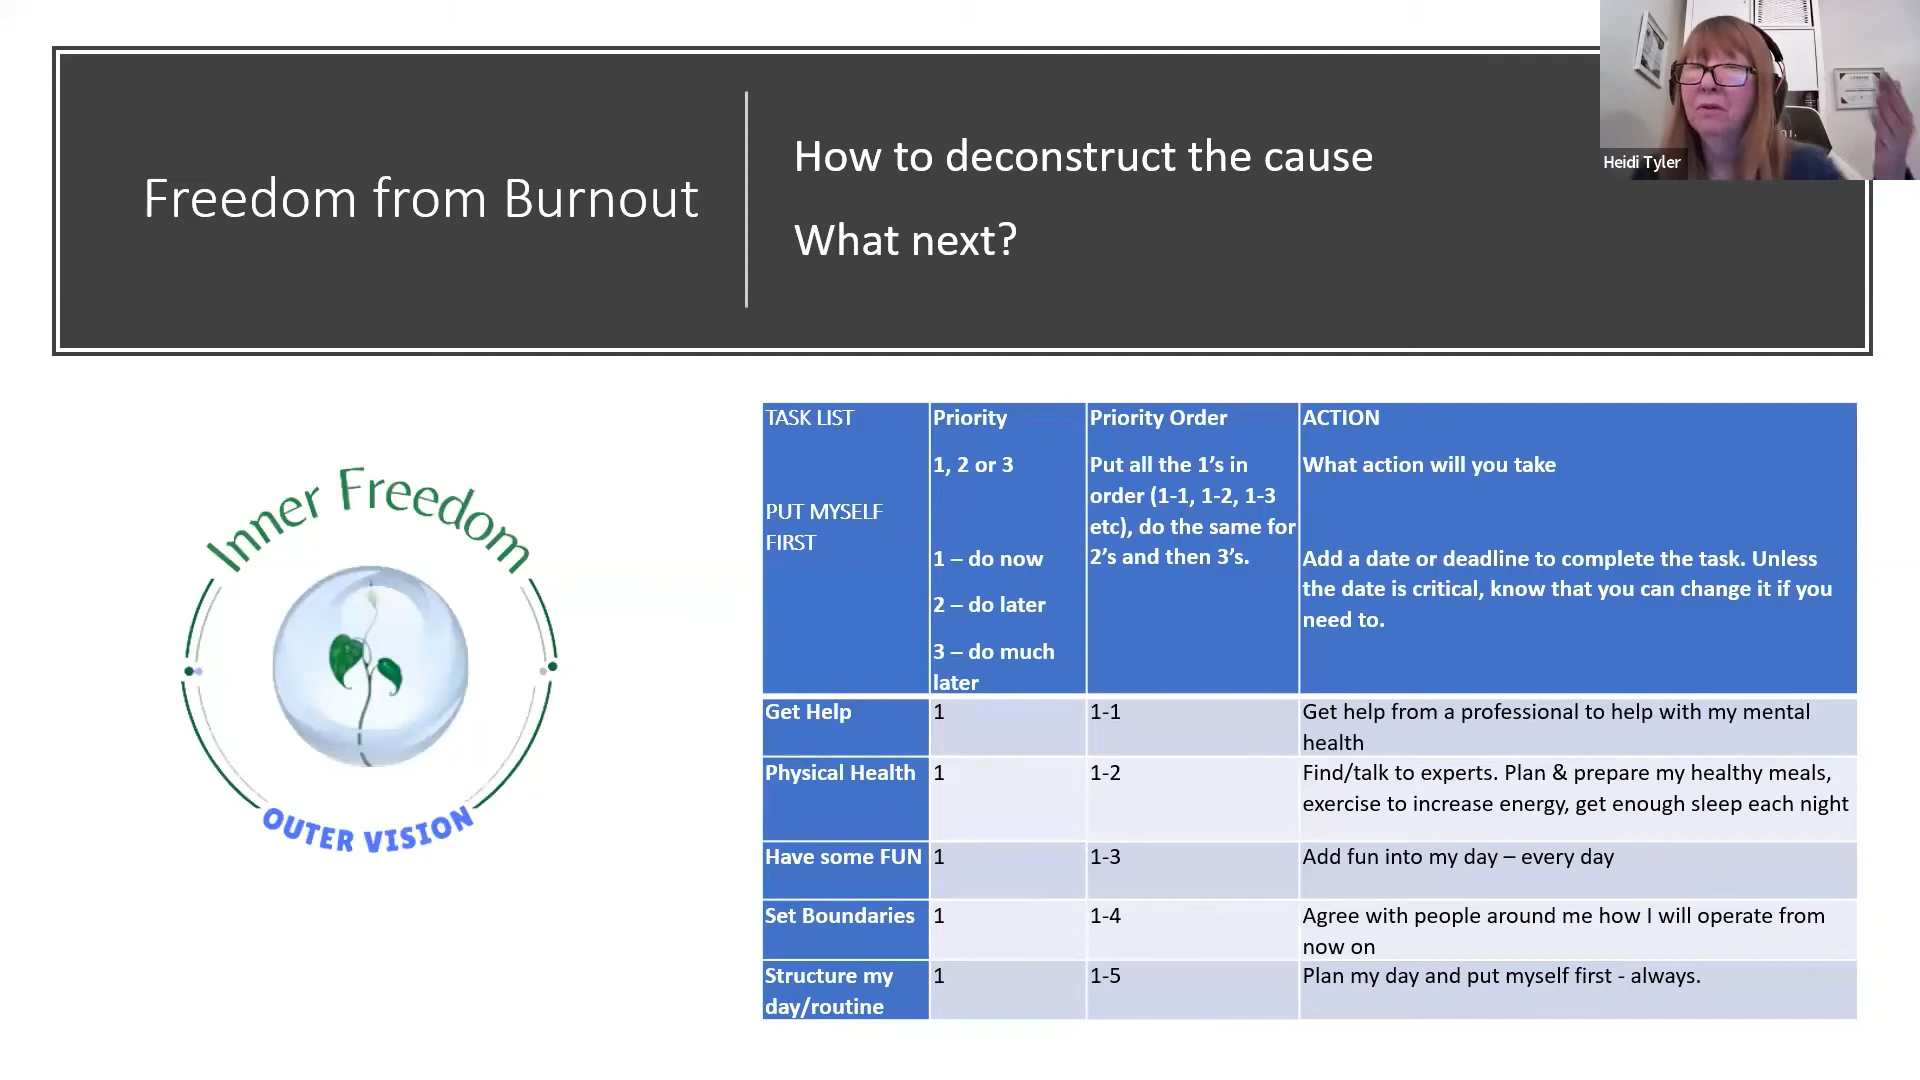 Freedom from Burnout
How to deconstruct the cause
What next?
Heidi Tyler
Inner Freedom
OUTER VISION
TASK LIST
PUT MYSELF
FIRST
Priority
1, 2 or 3
1 – do now
2 – do later
3 – do much
later
Priority Order
Put all the 1’s in
order (1-1, 1-2, 1-3
etc), do the same for
2’s and then 3’s.
ACTION
What action will you take
Add a date or deadline to complete the task. Unless
the date is critical, know that you can change it if you
need to.
Get Help
1
1-1
Get help from a professional to help with my mental
health
Physical Health
1
1-2
Find/talk to experts. Plan & prepare my healthy meals,
exercise to increase energy, get enough sleep each night
Have some FUN
1
1-3
Add fun into my day – every day
Set Boundaries
1
1-4
Agree with people around me how I will operate from
now on
Structure my
day/routine
1
1-5
Plan my day and put myself first - always.